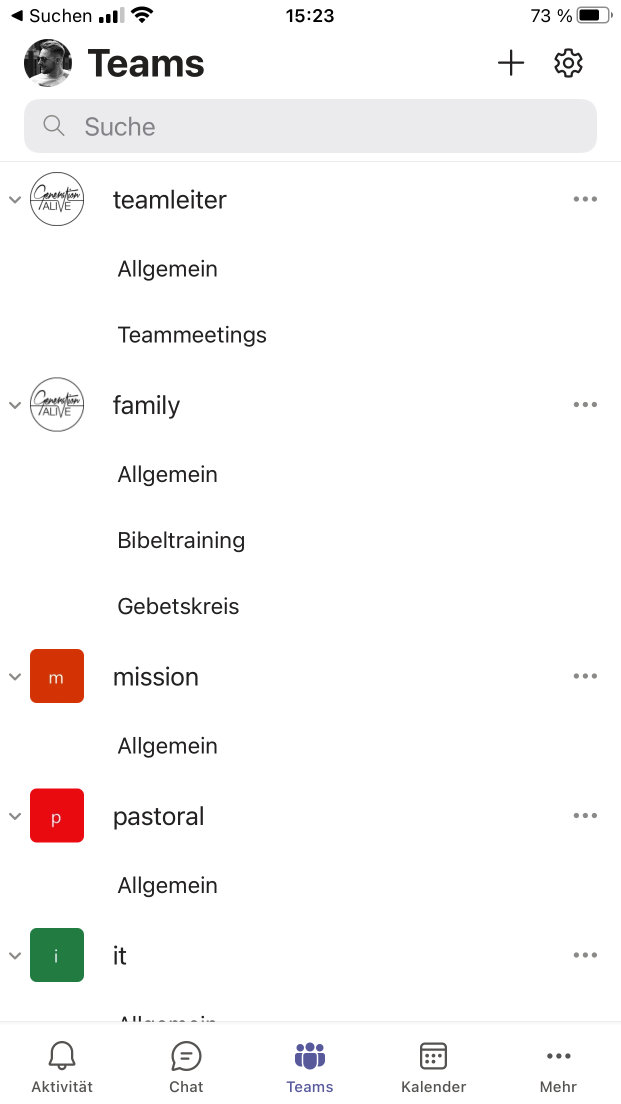 ◀ Suchen 15:23 73 %
Teams
Suche
Generation
ALIVE
teamleiter
Allgemein
Teammeetings
Generation
ALIVE
family
Allgemein
Bibeltraining
Gebetskreis
m mission
Allgemein
p pastoral
Allgemein
i it
Allgemein
Aktivität Chat Teams Kalender Mehr